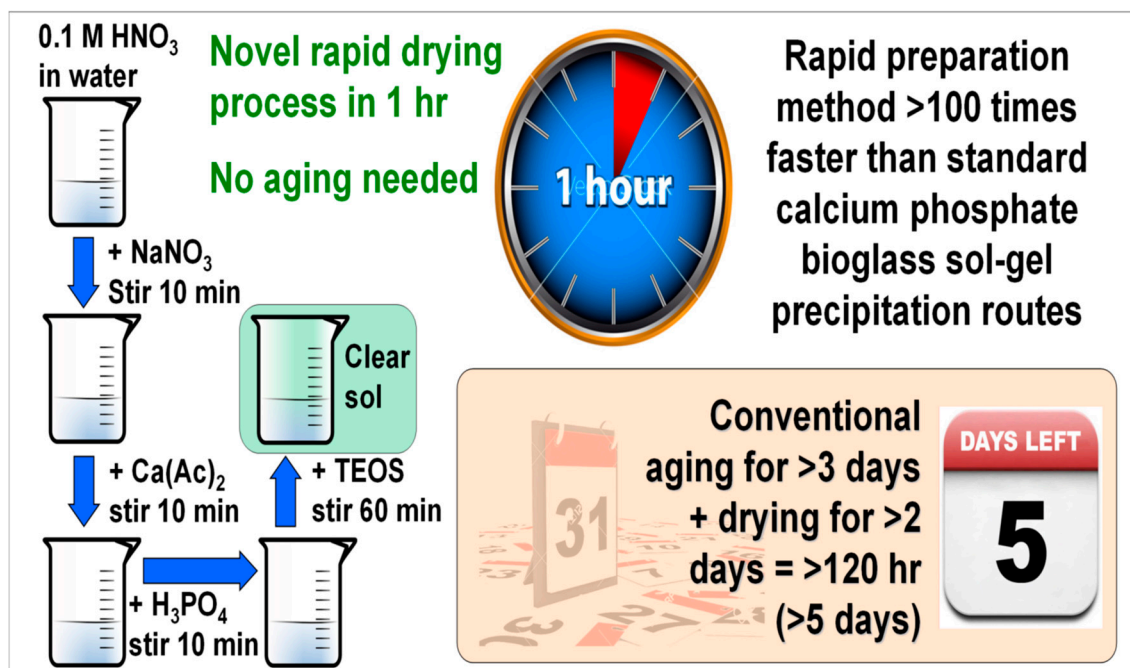 0.1 M HNO₃
in water
Novel rapid drying
process in 1 hr
No aging needed
1 hour
Rapid preparation
method >100 times
faster than standard
calcium phosphate
bioglass sol-gel
precipitation routes
+ NaNO₃
Stir 10 min
Clear
sol
+ Ca(Ac)₂
stir 10 min
+ TEOS
stir 60 min
+ H₃PO₄
stir 10 min
Conventional
aging for >3 days
+ drying for >2
days = >120 hr
(>5 days)
DAYS LEFT
5
31
27